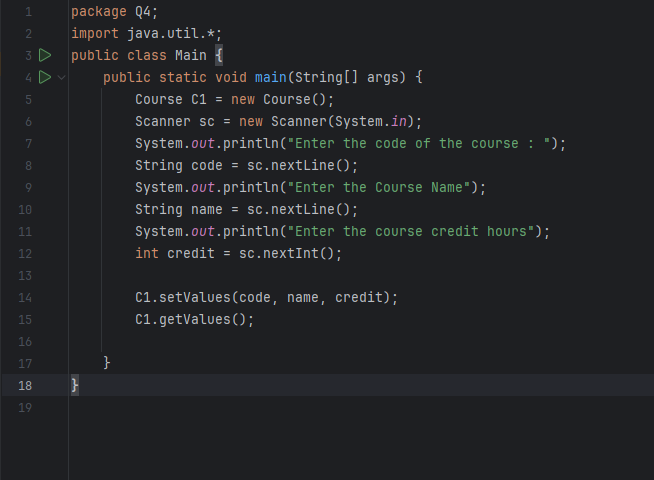 1 package Q4;
2 import java.util.*;
3 public class Main {
4 public static void main(String[] args) {
5 Course C1 = new Course();
6 Scanner sc = new Scanner(System.in);
7 System.out.println("Enter the code of the course : ");
8 String code = sc.nextLine();
9 System.out.println("Enter the Course Name");
10 String name = sc.nextLine();
11 System.out.println("Enter the course credit hours");
12 int credit = sc.nextInt();
13
14 C1.setValues(code, name, credit);
15 C1.getValues();
16
17 }
18 }
19